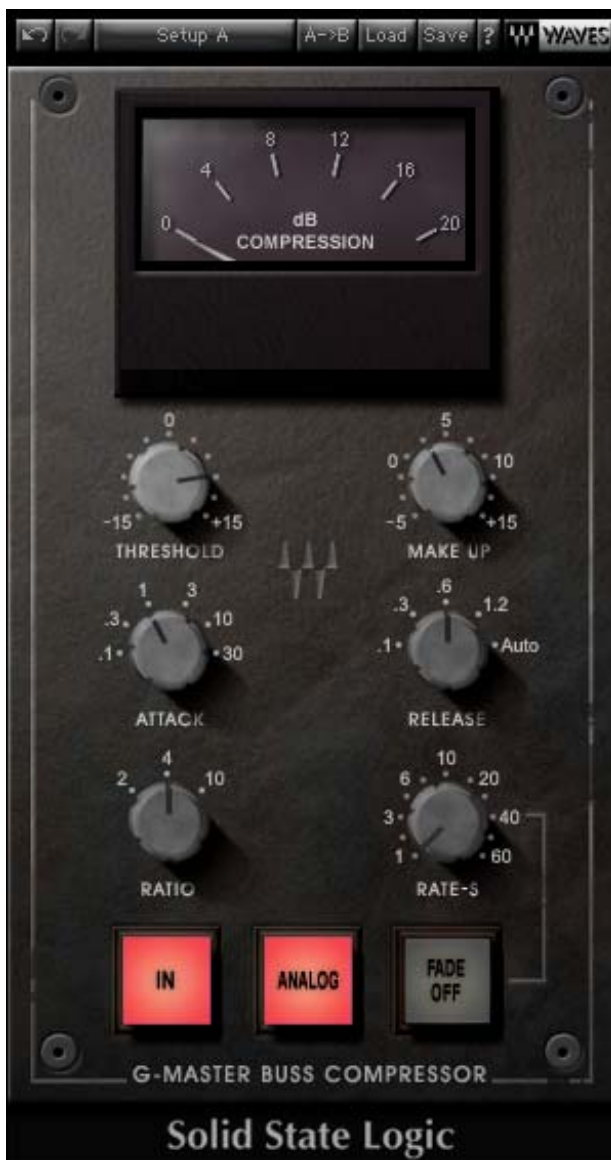 Setup A A->B Load Save ? WAVES
8 12
4 16
0 20
dB
COMPRESSION
0 5
0 10
-15 +15 -5 +15
THRESHOLD MAKE UP
1 3 .6
.3 10 .3 1.2
.1 30 .1 Auto
ATTACK RELEASE
4 10
2 10 6 20
3 40
1 60
RATIO RATE-S
IN ANALOG FADE
OFF
G-MASTER BUSS COMPRESSOR
Solid State Logic